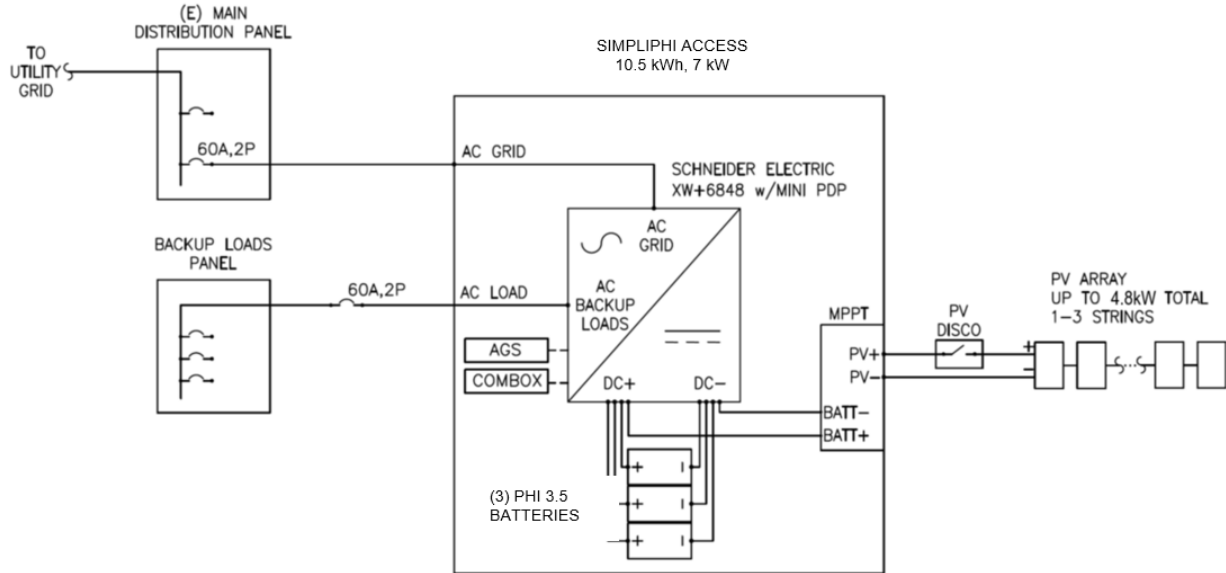 (E) MAIN
DISTRIBUTION PANEL
TO
UTILITY
GRID
60A,2P
BACKUP LOADS
PANEL
60A,2P
SIMPLIPHI ACCESS
10.5 kWh, 7 kW
AC GRID
SCHNEIDER ELECTRIC
XW+6848 w/MINI PDP
AC
GRID
AC
BACKUP
LOADS
AC LOAD
AGS
COMBOX
DC+
DC-
MPPT
PV+
PV-
BATT-
BATT+
PV
DISCO
PV ARRAY
UP TO 4.8kW TOTAL
1-3 STRINGS
+
-
(3) PHI 3.5
BATTERIES
+ I
+ I
+ I